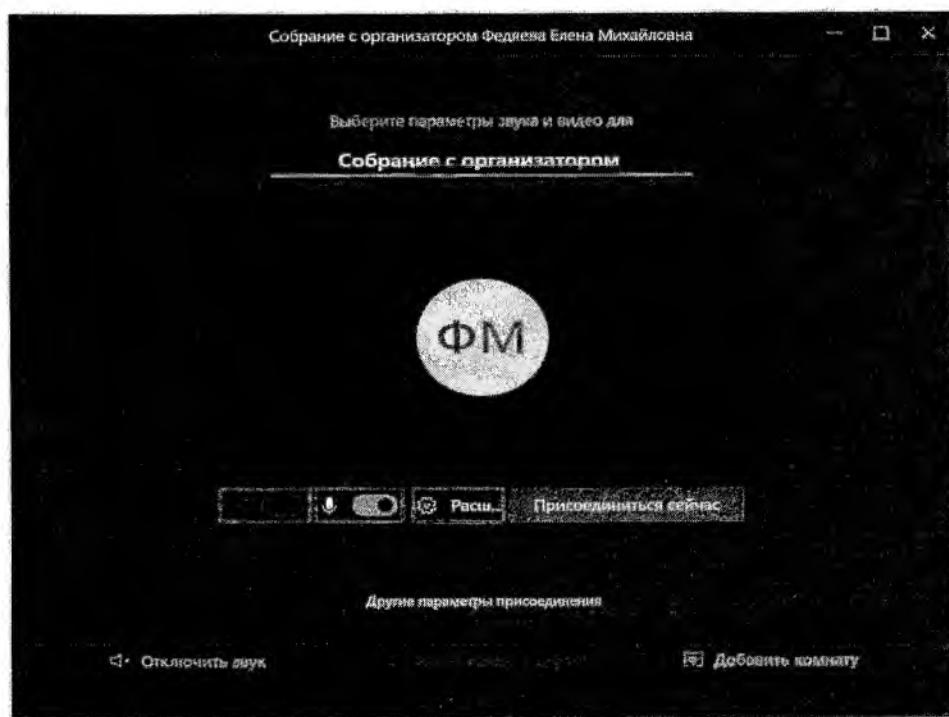 Собрание с организатором Федяева Елена Михайловна
Выберите параметры звука и видео для
Собрание с организатором
ФМ
Расш...
Присоединиться сейчас
Другие параметры присоединения
Отключить звук
Добавить комнату